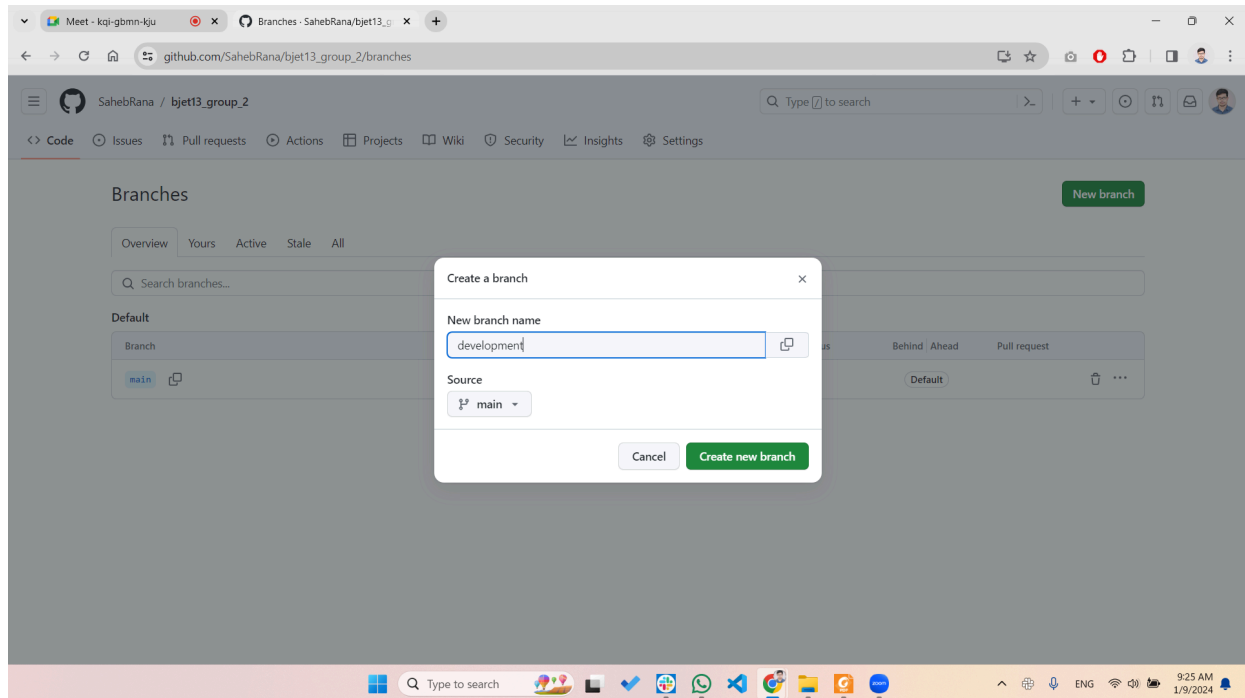 Meet - kqi-gbmn-kju
Branches · SahebRana/bjet13_g
github.com/SahebRana/bjet13_group_2/branches
SahebRana / bjet13_group_2
Type / to search
Code Issues Pull requests Actions Projects Wiki Security Insights Settings
Branches
New branch
Overview Yours Active Stale All
Search branches...
Default
Branch
us
Behind Ahead
Pull request
main
Default
Create a branch
New branch name
development
Source
main
Cancel
Create new branch
Type to search
zoom
ENG
9:25 AM
1/9/2024